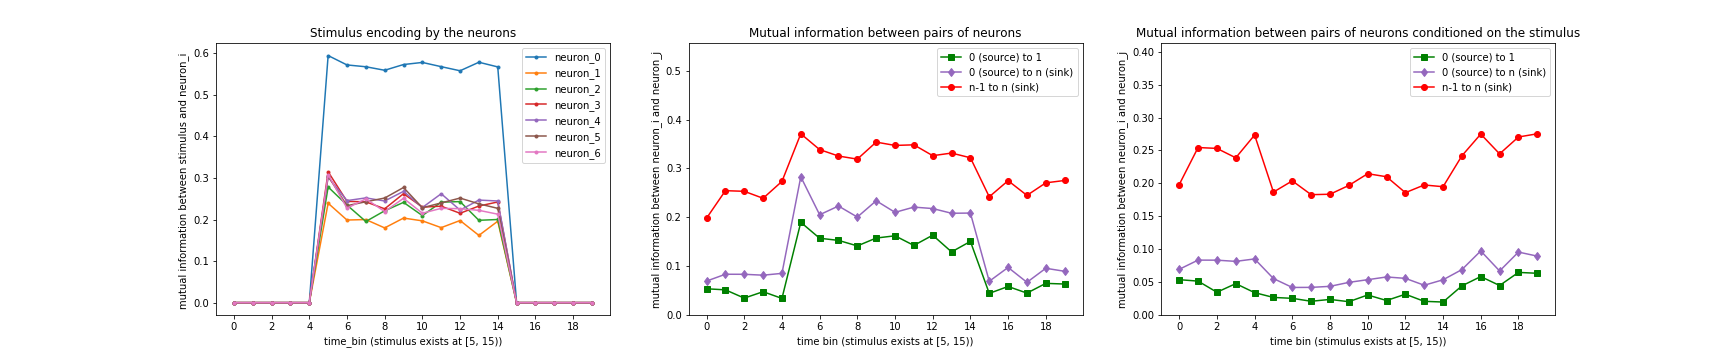 Stimulus encoding by the neurons
mutual information between stimulus and neuron_i
0.6
0.5
0.4
0.3
0.2
0.1
0.0
neuron_0
neuron_1
neuron_2
neuron_3
neuron_4
neuron_5
neuron_6
0 2 4 6 8 10 12 14 16 18
time_bin (stimulus exists at [5, 15))
Mutual information between pairs of neurons
mutual information between neuron_i and neuron_j
0.5
0.4
0.3
0.2
0.1
0.0
0 (source) to 1
0 (source) to n (sink)
n-1 to n (sink)
0 2 4 6 8 10 12 14 16 18
time bin (stimulus exists at [5, 15))
Mutual information between pairs of neurons conditioned on the stimulus
mutual information between neuron_i and neuron_j
0.40
0.35
0.30
0.25
0.20
0.15
0.10
0.05
0.00
0 (source) to 1
0 (source) to n (sink)
n-1 to n (sink)
0 2 4 6 8 10 12 14 16 18
time bin (stimulus exists at [5, 15))